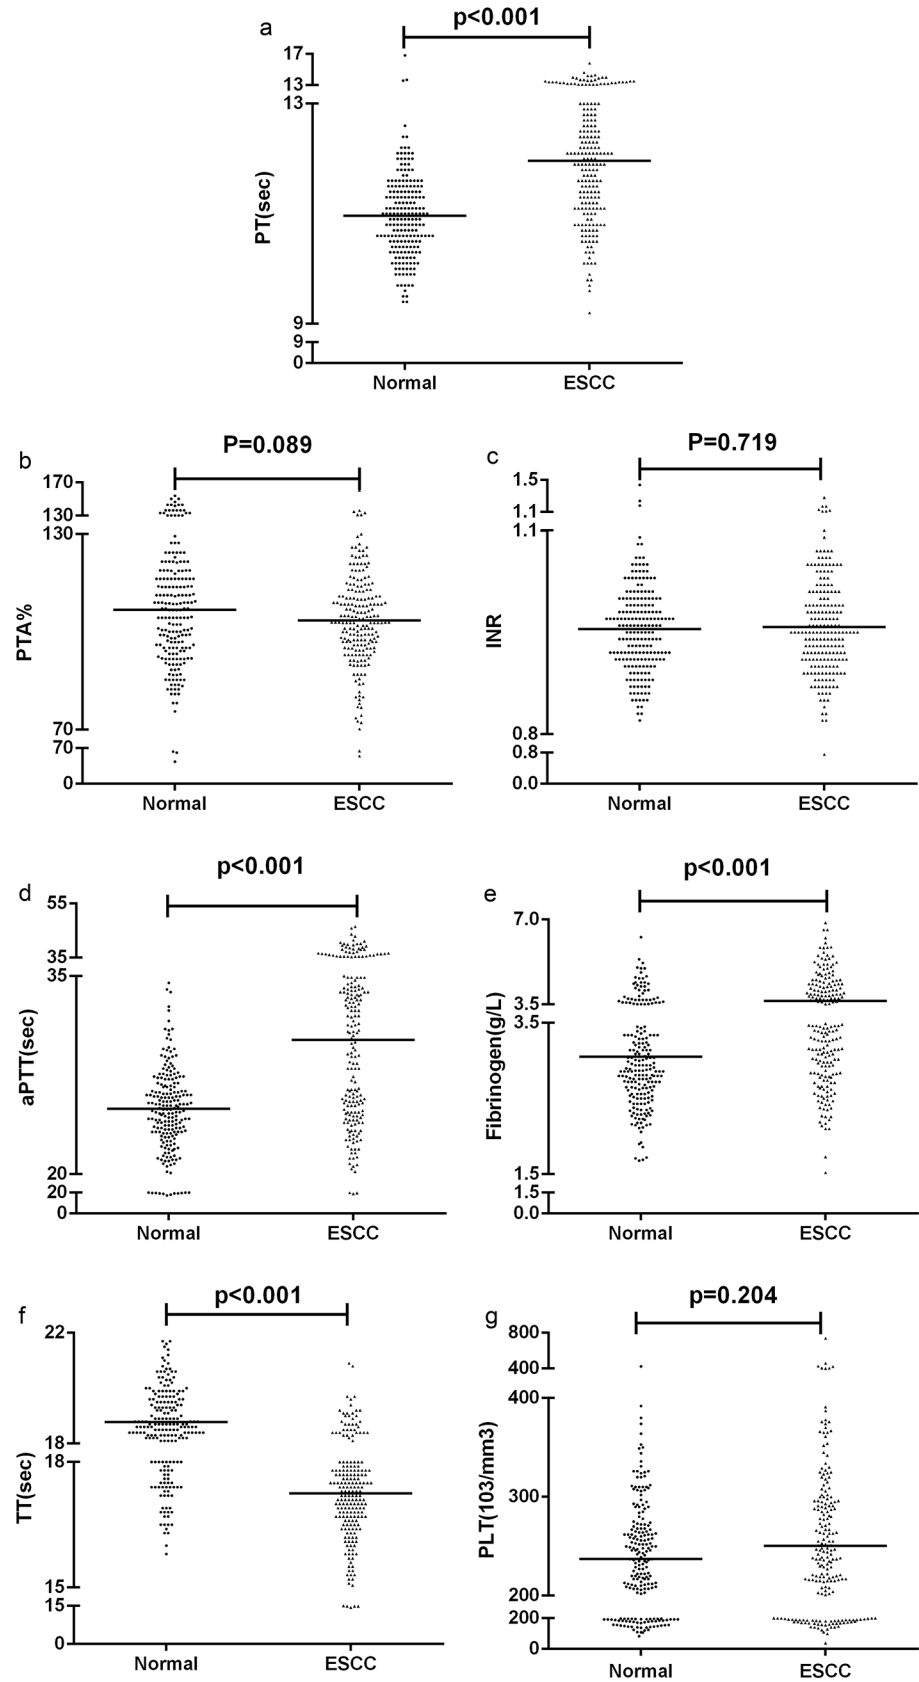 a
p<0.001
17
13
13
PT(sec)
9
9
0
Normal ESCC
b
P=0.089
170
130
130
PTA%
70
70
0
Normal ESCC
c
P=0.719
1.5
1.1
1.1
INR
0.8
0.8
0.0
Normal ESCC
d
p<0.001
55
35
35
aPTT(sec)
20
20
0
Normal ESCC
e
p<0.001
7.0
3.5
3.5
Fibrinogen(g/L)
1.5
1.5
0.0
Normal ESCC
f
p<0.001
22
18
18
TT(sec)
15
15
0
Normal ESCC
g
p=0.204
800
400
400
300
PLT(103/mm3)
200
200
0
Normal ESCC